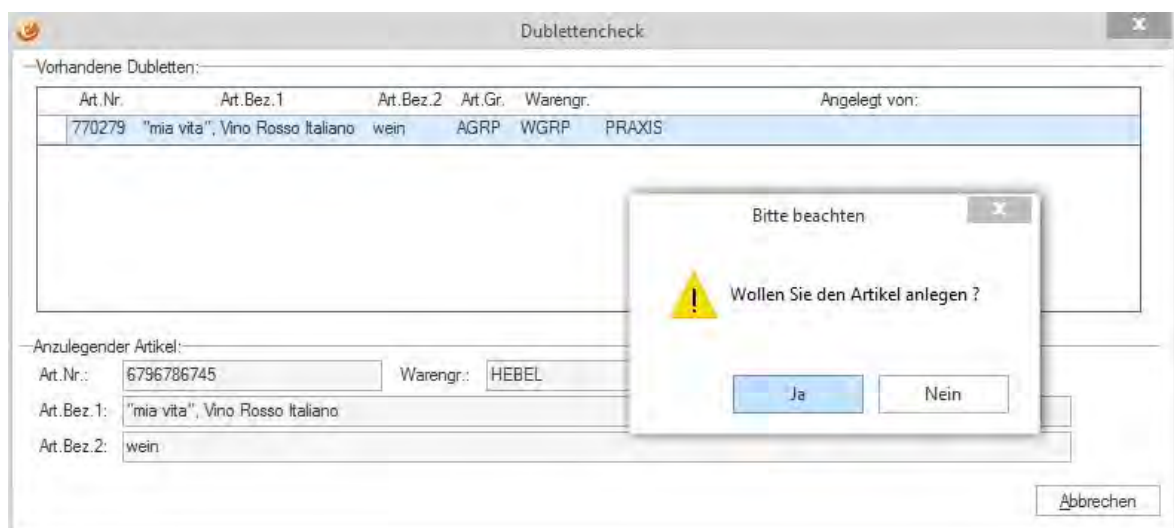 Dublettencheck
Vorhandene Dubletten:
Art.Nr. Art.Bez.1 Art.Bez.2 Art.Gr. Warengr. Angelegt von:
770279 "mia vita", Vino Rosso Italiano wein AGRP WGRP PRAXIS
Bitte beachten
Wollen Sie den Artikel anlegen ?
Ja Nein
Anzulegender Artikel:
Art.Nr.: 6796786745 Warengr.: HEBEL
Art.Bez.1: "mia vita", Vino Rosso Italiano
Art.Bez.2: wein
Abbrechen